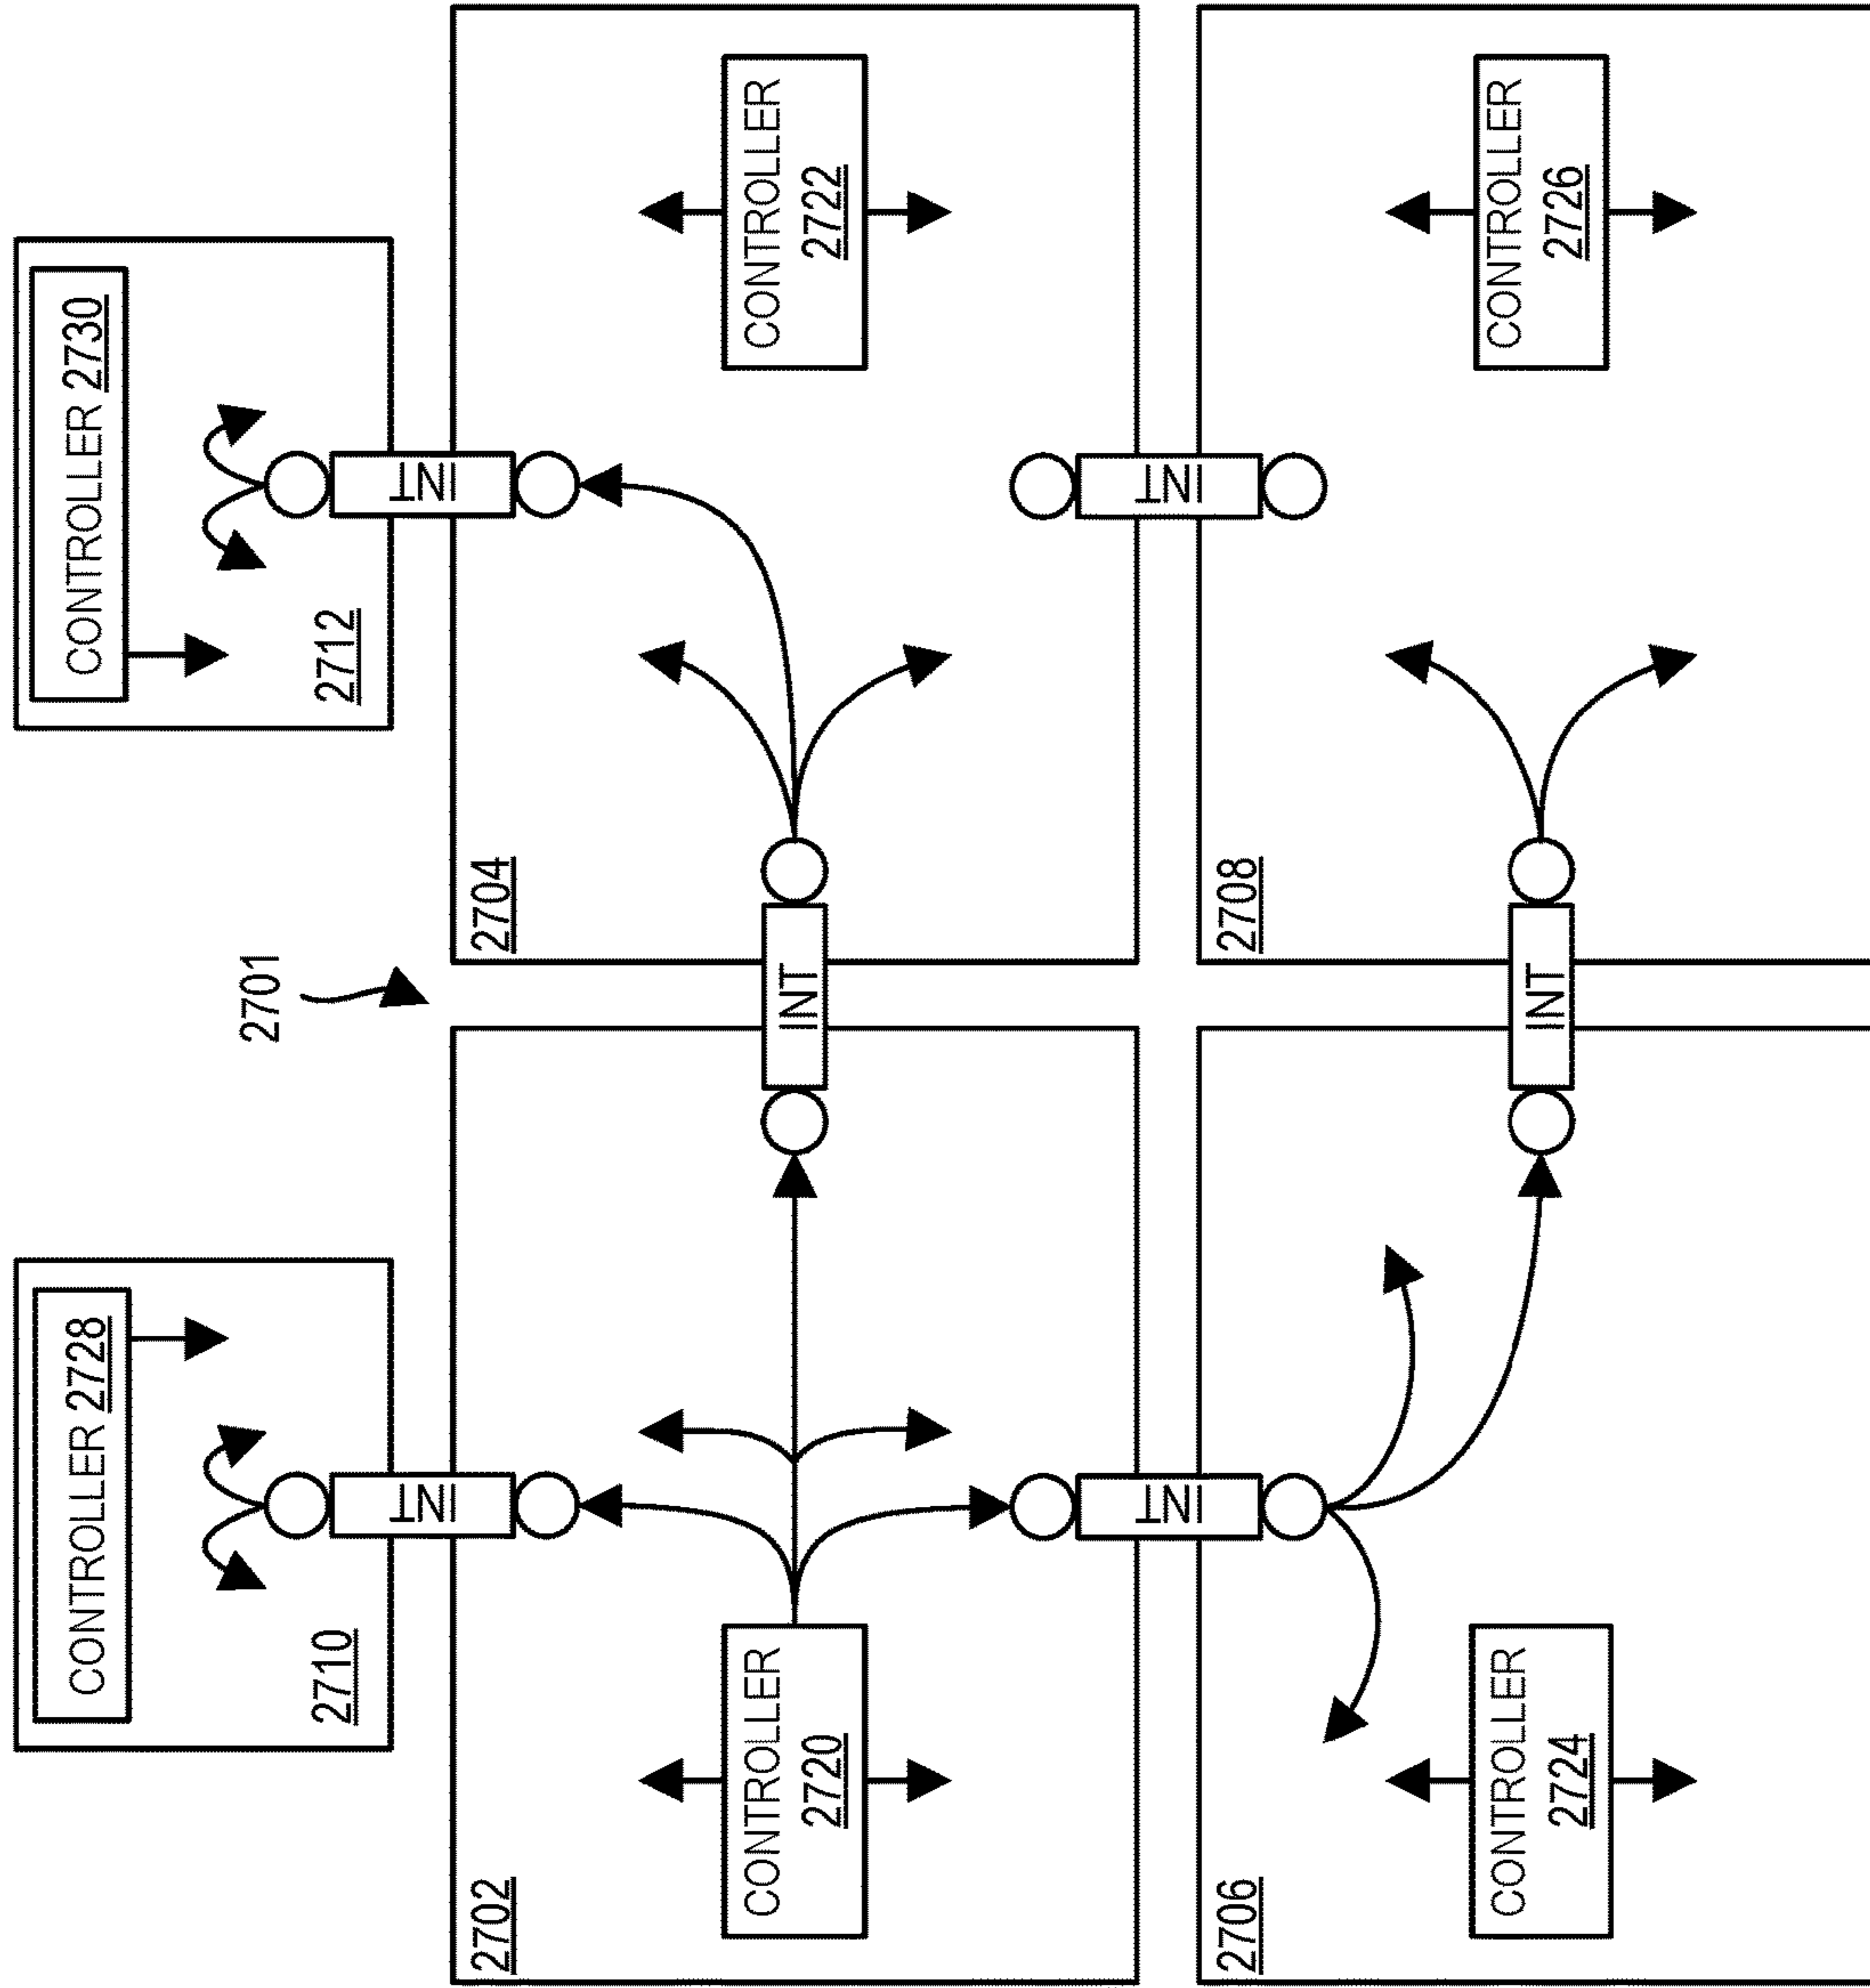 CONTROLLER 2728
2710
INT
CONTROLLER 2730
2712
INT
2701
2702
CONTROLLER
2720
INT
2704
CONTROLLER
2722
INT
INT
2706
CONTROLLER
2724
INT
2708
CONTROLLER
2726